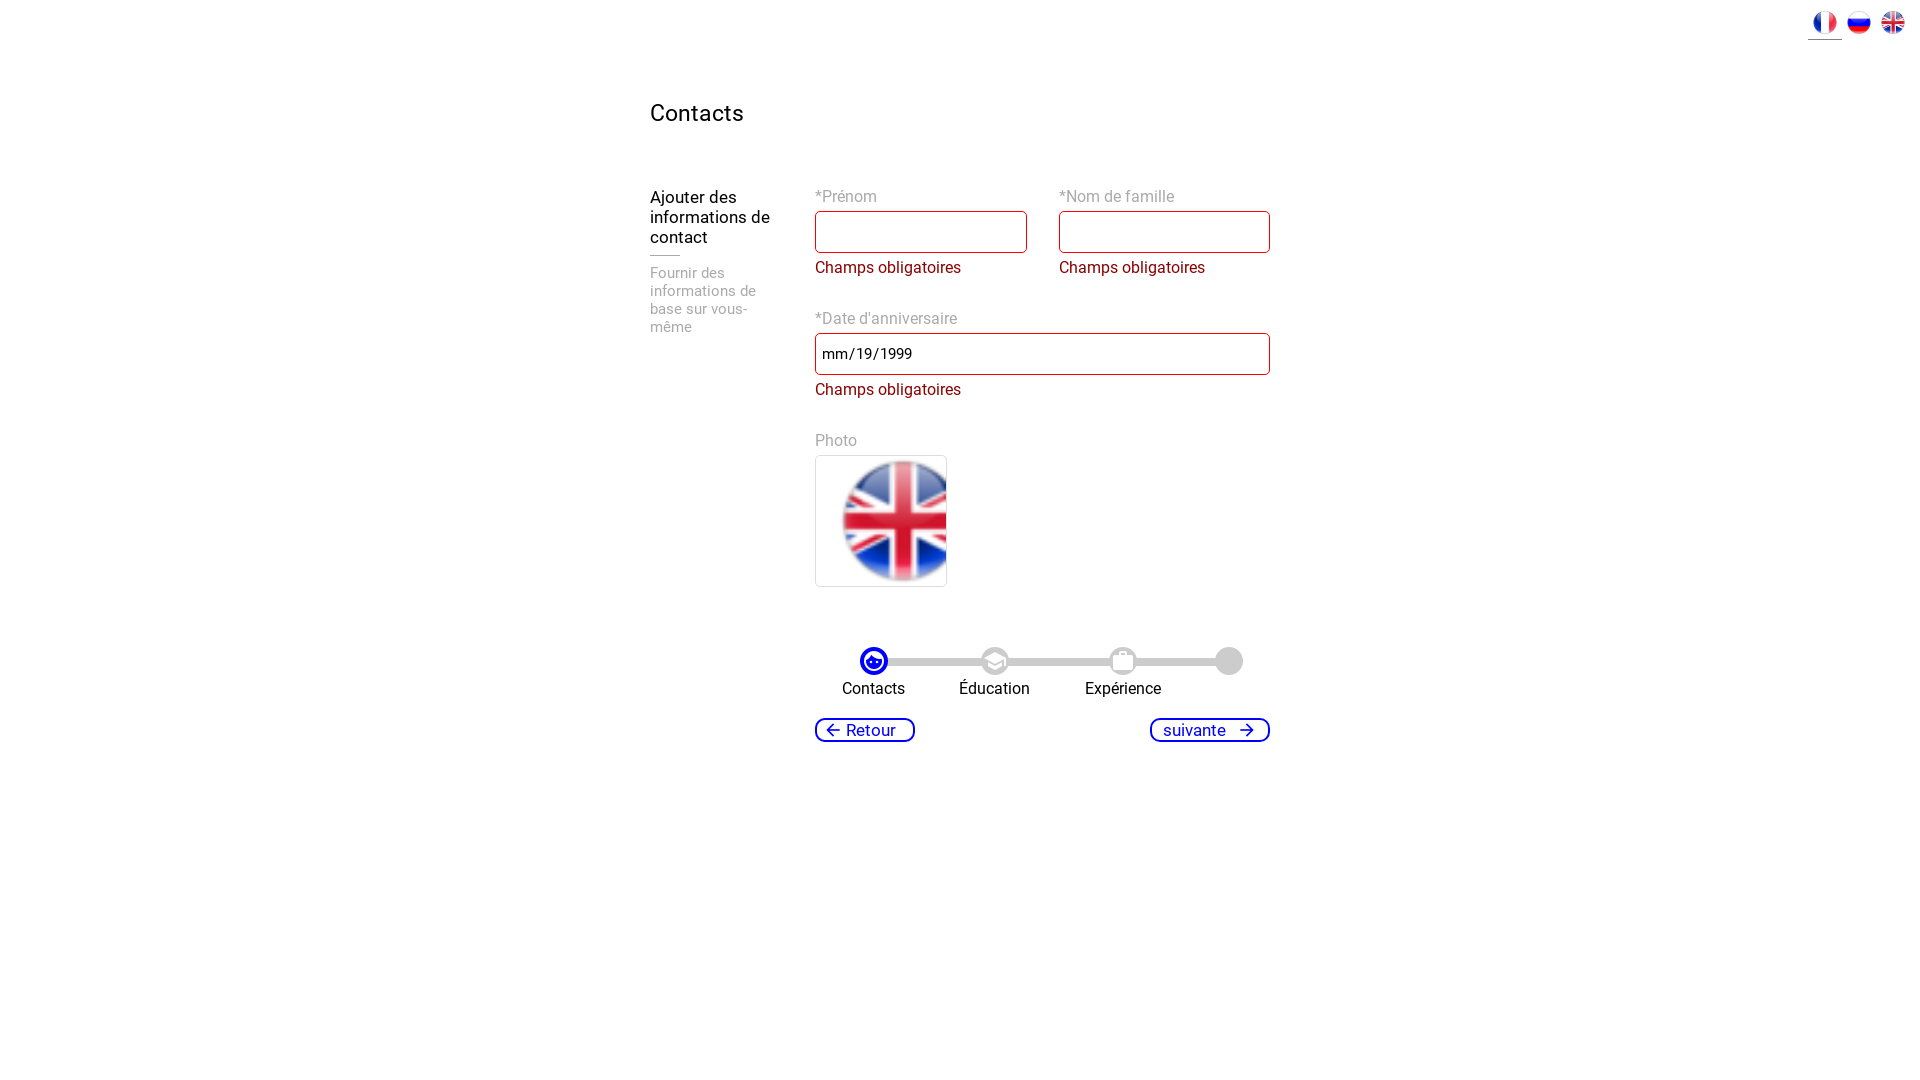 Contacts
Ajouter des
informations de
contact
Fournir des
informations de
base sur vous-
même
*Prénom
*Nom de famille
Champs obligatoires
Champs obligatoires
*Date d'anniversaire
mm/19/1999
Champs obligatoires
Photo
Contacts
Éducation
Expérience
Retour
suivante